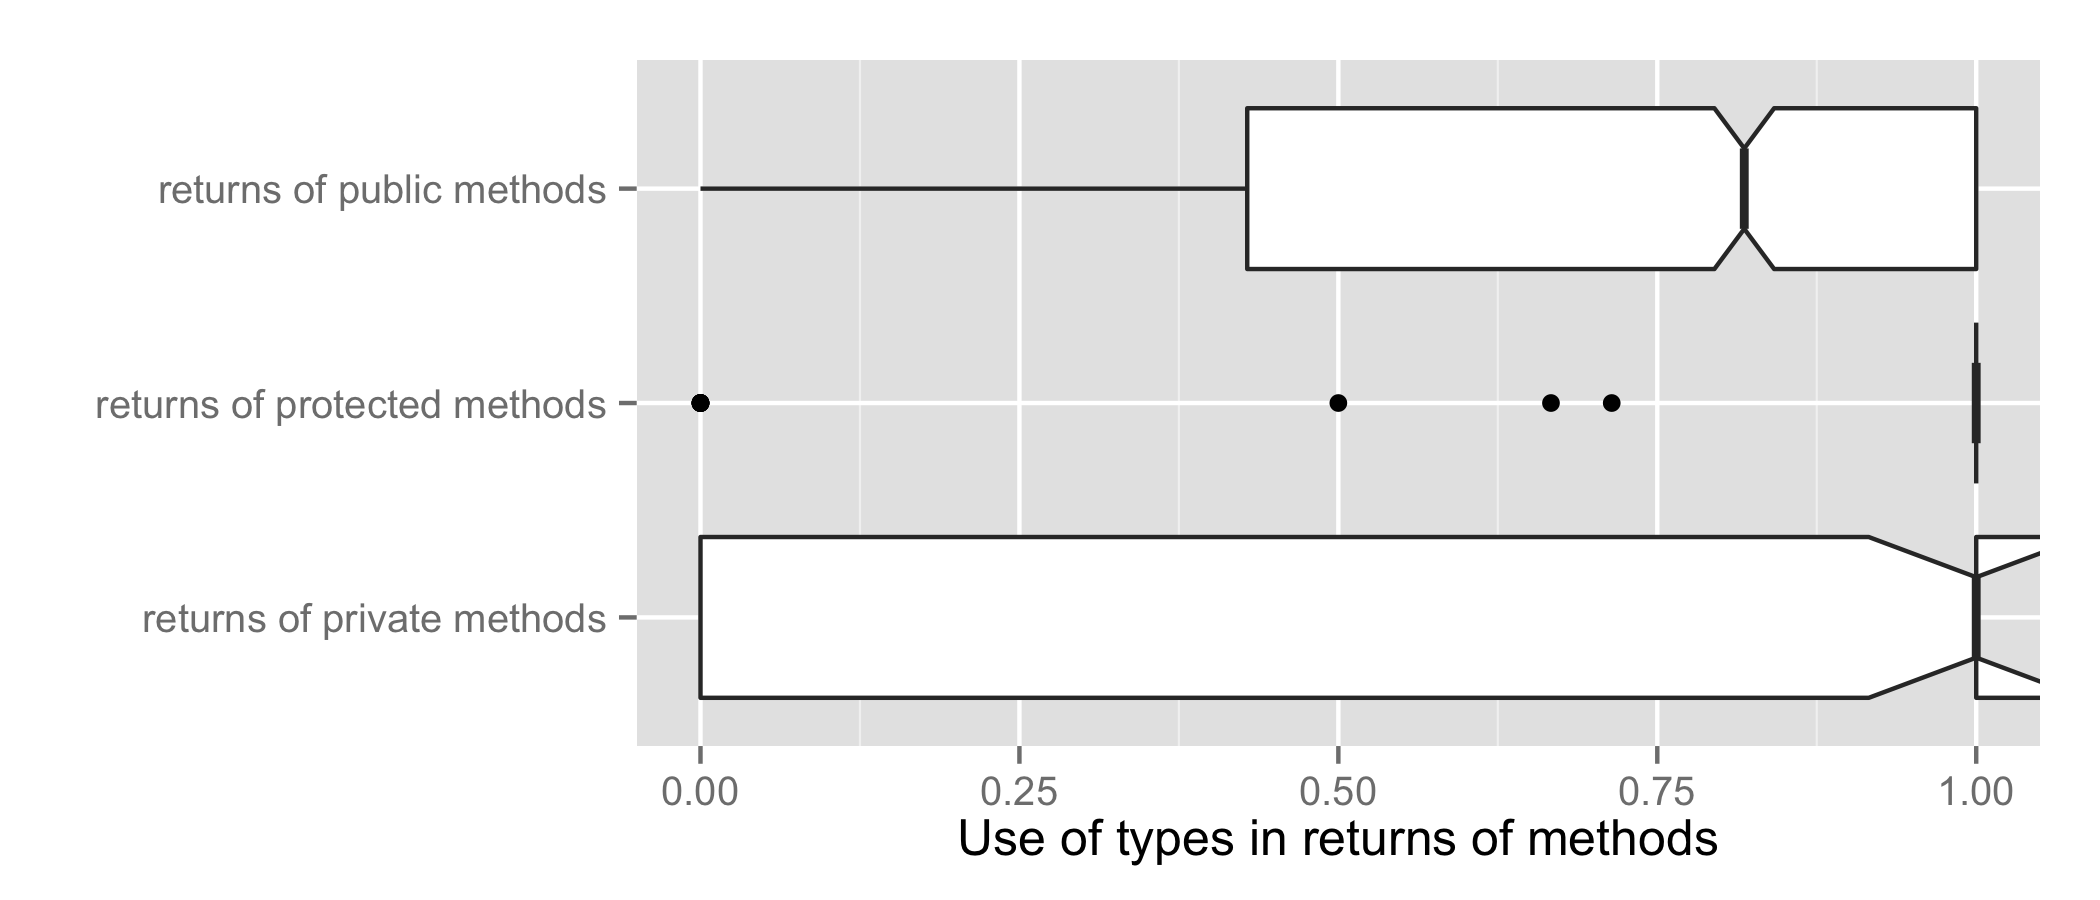 returns of public methods
returns of protected methods
returns of private methods
0.00 0.25 0.50 0.75 1.00
Use of types in returns of methods